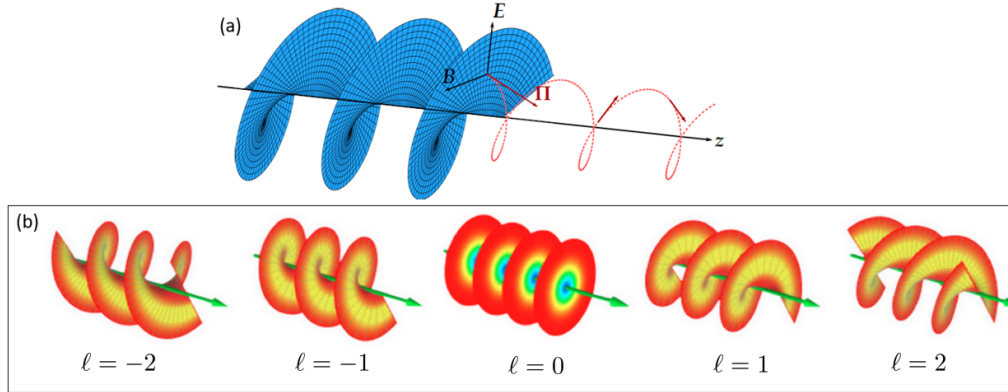 (a)
E
B
Π
z
(b)
ℓ = −2
ℓ = −1
ℓ = 0
ℓ = 1
ℓ = 2